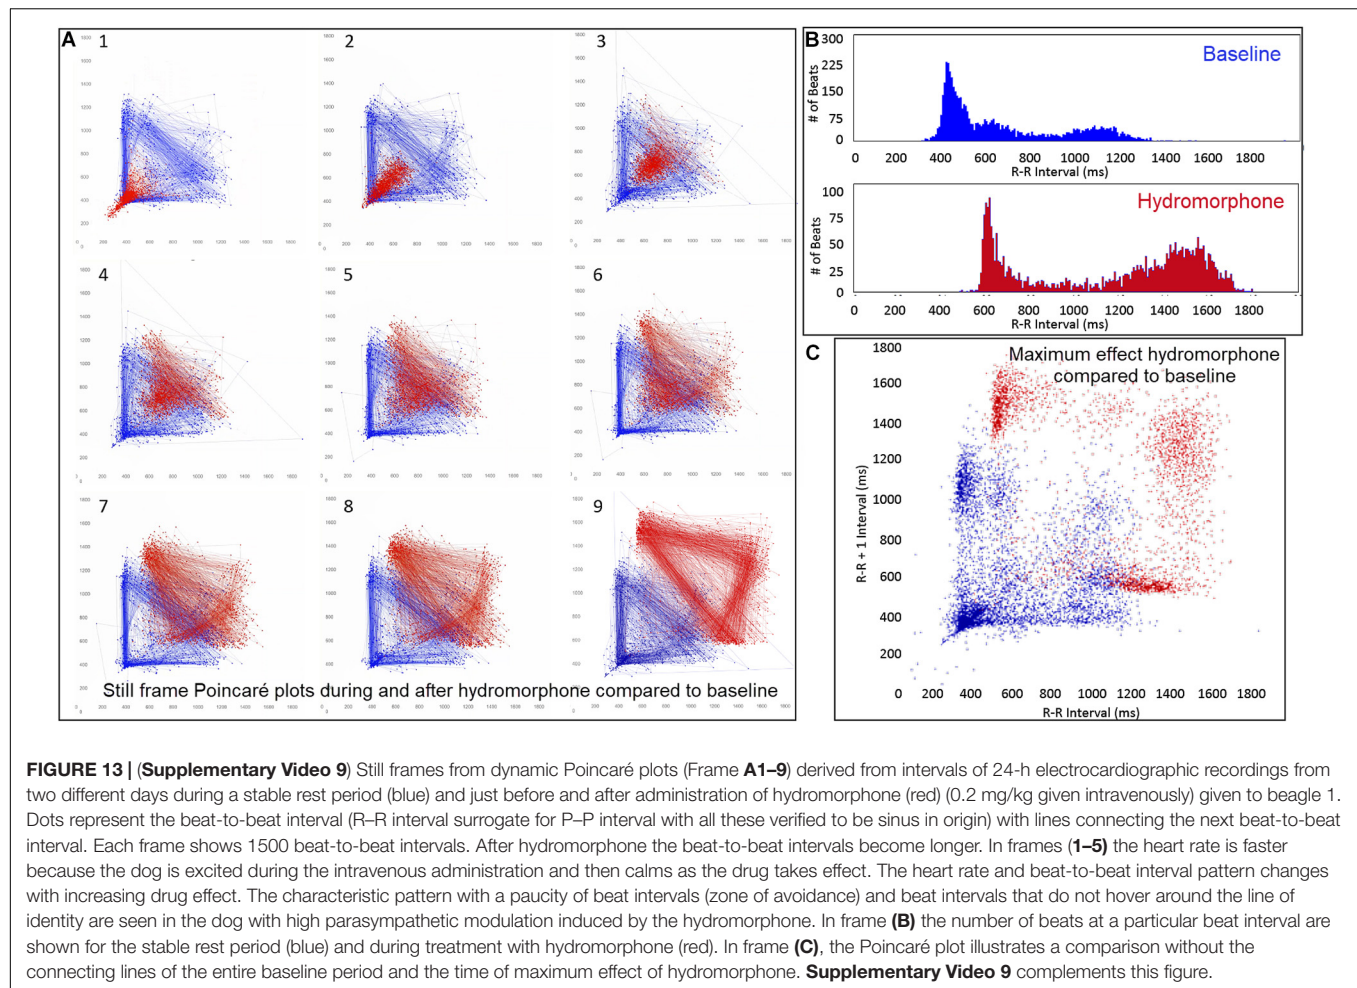 A
1
2
3
4
5
6
7
8
9
Still frame Poincaré plots during and after hydromorphone compared to baseline
B
Baseline
# of Beats
300
225
150
75
0
0 200 400 600 800 1000 1200 1400 1600 1800
R-R Interval (ms)
Hydromorphone
# of Beats
100
75
50
25
0
0 200 400 600 800 1000 1200 1400 1600 1800
R-R Interval (ms)
C
Maximum effect hydromorphone
compared to baseline
R-R + 1 Interval (ms)
1800
1600
1400
1200
1000
800
600
400
200
0 200 400 600 800 1000 1200 1400 1600 1800
R-R Interval (ms)
FIGURE 13 | (Supplementary Video 9) Still frames from dynamic Poincaré plots (Frame A1–9) derived from intervals of 24-h electrocardiographic recordings from
two different days during a stable rest period (blue) and just before and after administration of hydromorphone (red) (0.2 mg/kg given intravenously) given to beagle 1.
Dots represent the beat-to-beat interval (R–R interval surrogate for P–P interval with all these verified to be sinus in origin) with lines connecting the next beat-to-beat
interval. Each frame shows 1500 beat-to-beat intervals. After hydromorphone the beat-to-beat intervals become longer. In frames (1–5) the heart rate is faster
because the dog is excited during the intravenous administration and then calms as the drug takes effect. The heart rate and beat-to-beat interval pattern changes
with increasing drug effect. The characteristic pattern with a paucity of beat intervals (zone of avoidance) and beat intervals that do not hover around the line of
identity are seen in the dog with high parasympathetic modulation induced by the hydromorphone. In frame (B) the number of beats at a particular beat interval are
shown for the stable rest period (blue) and during treatment with hydromorphone (red). In frame (C), the Poincaré plot illustrates a comparison without the
connecting lines of the entire baseline period and the time of maximum effect of hydromorphone. Supplementary Video 9 complements this figure.